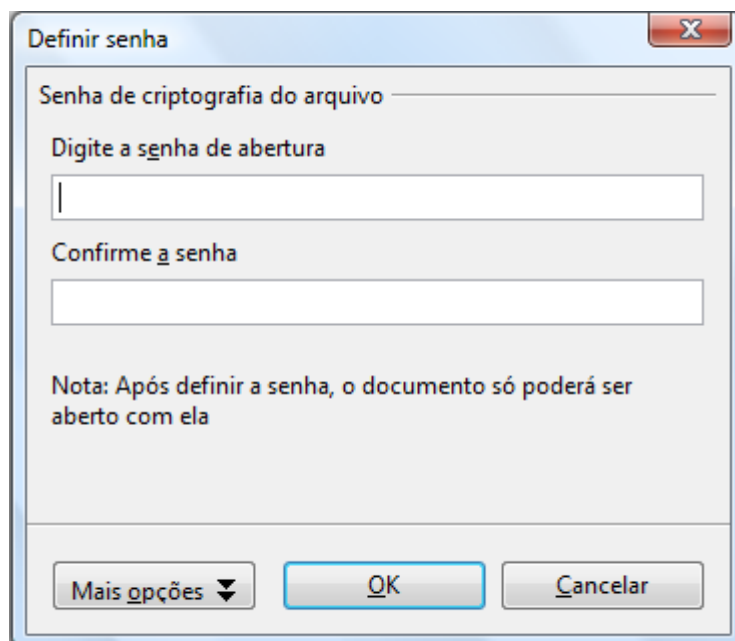 Definir senha
Senha de criptografia do arquivo
Digite a senha de abertura
Confirme a senha
Nota: Após definir a senha, o documento só poderá ser
aberto com ela
Mais opções OK Cancelar